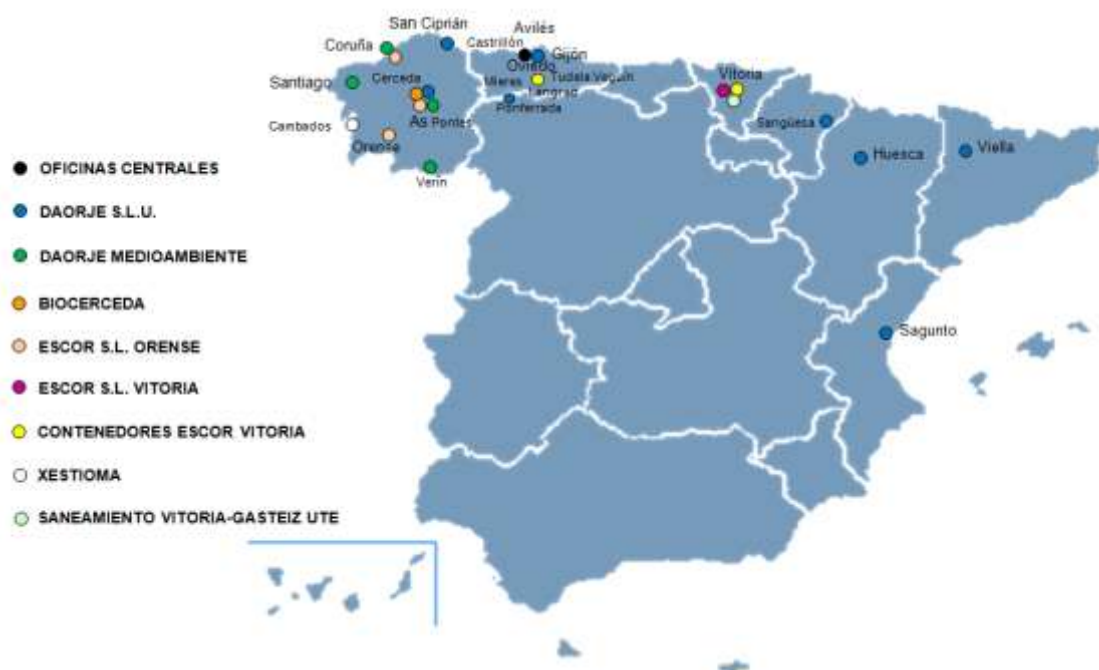 San Ciprián
Avilés
Coruña
Castrillón
Gijón
Oviedo
Santiago
Cerceda
Mieres
Tudela Veguin
Vitoria
Ponferrada
As Pontes
Cambados
Sangüesa
Orense
Huesca
Viella
Verin
OFICINAS CENTRALES
DAORJE S.L.U.
DAORJE MEDIOAMBIENTE
BIOCERCEDA
ESCOR S.L. ORENSE
Sagunto
ESCOR S.L. VITORIA
CONTENEDORES ESCOR VITORIA
XESTIOMA
SANEAMIENTO VITORIA-GASTEIZ UTE